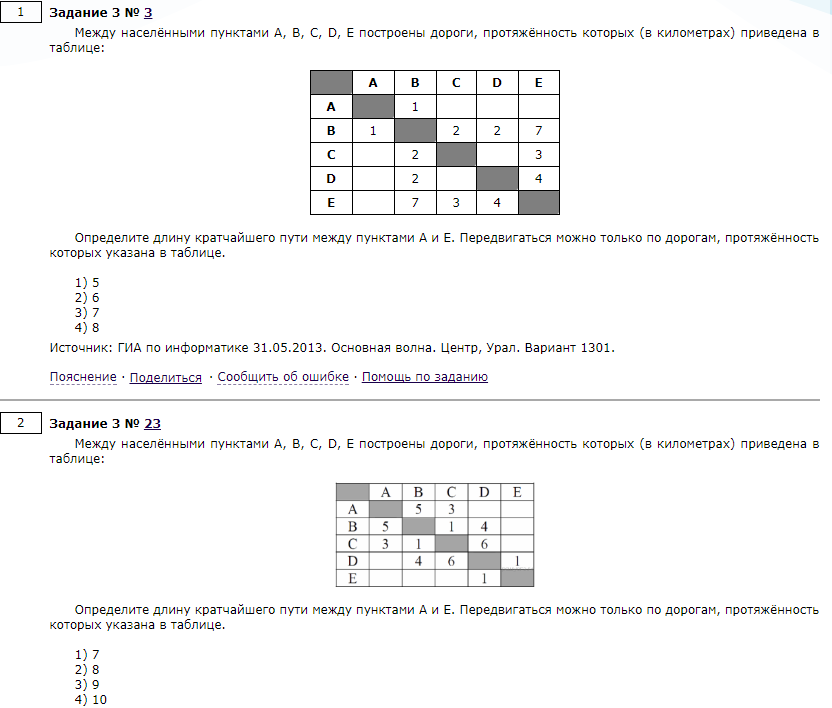 1
Задание 3 № 3
Между населёнными пунктами A, B, C, D, E построены дороги, протяжённость которых (в километрах) приведена в
таблице:
A B C D E
A 1
B 1 2 2 7
C 2 3
D 2 4
E 7 3 4
Определите длину кратчайшего пути между пунктами A и E. Передвигаться можно только по дорогам, протяжённость
которых указана в таблице.
1) 5
2) 6
3) 7
4) 8
Источник: ГИА по информатике 31.05.2013. Основная волна. Центр, Урал. Вариант 1301.
Пояснение · Поделиться · Сообщить об ошибке · Помощь по заданию
2
Задание 3 № 23
Между населёнными пунктами A, B, C, D, E построены дороги, протяжённость которых (в километрах) приведена в
таблице:
A B C D E
A 5 3
B 5 1 4
C 3 1 6
D 4 6 1
E 1
Определите длину кратчайшего пути между пунктами A и E. Передвигаться можно только по дорогам, протяжённость
которых указана в таблице.
1) 7
2) 8
3) 9
4) 10